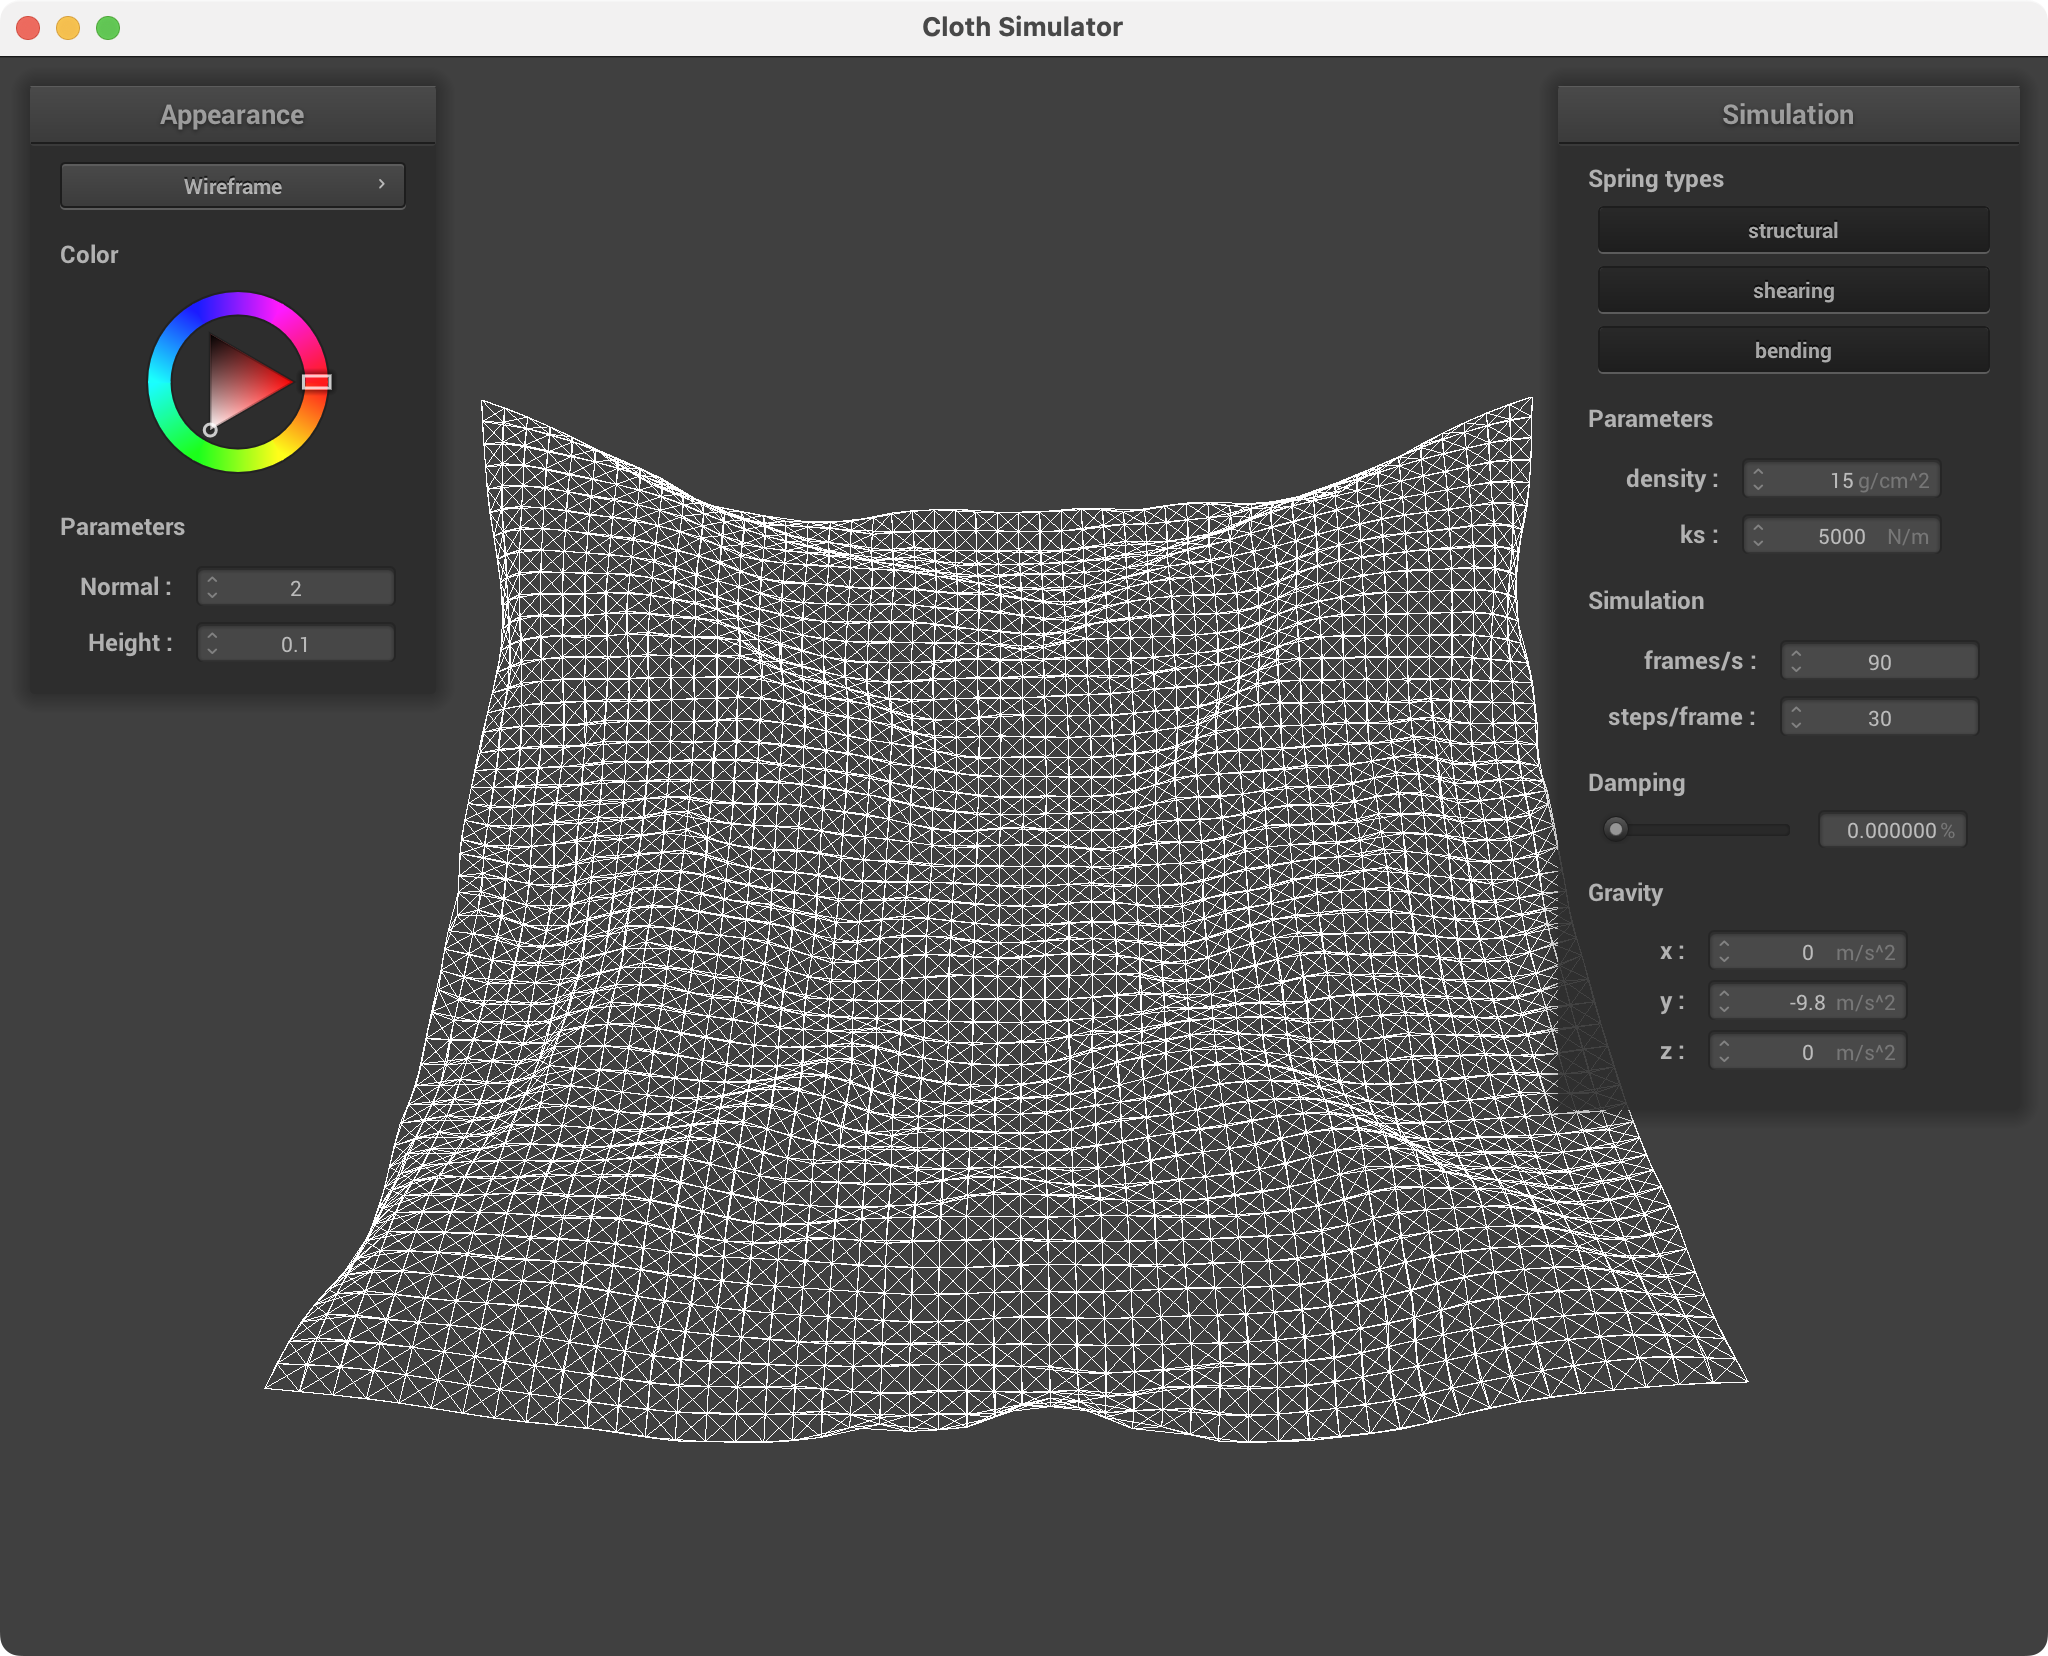 Cloth Simulator
Appearance
Wireframe
Color
Parameters
Normal : 2
Height : 0.1
Simulation
Spring types
structural
shearing
bending
Parameters
density : 15 g/cm^2
ks : 5000 N/m
Simulation
frames/s : 90
steps/frame : 30
Damping
0.000000 %
Gravity
x : 0 m/s^2
y : -9.8 m/s^2
z : 0 m/s^2